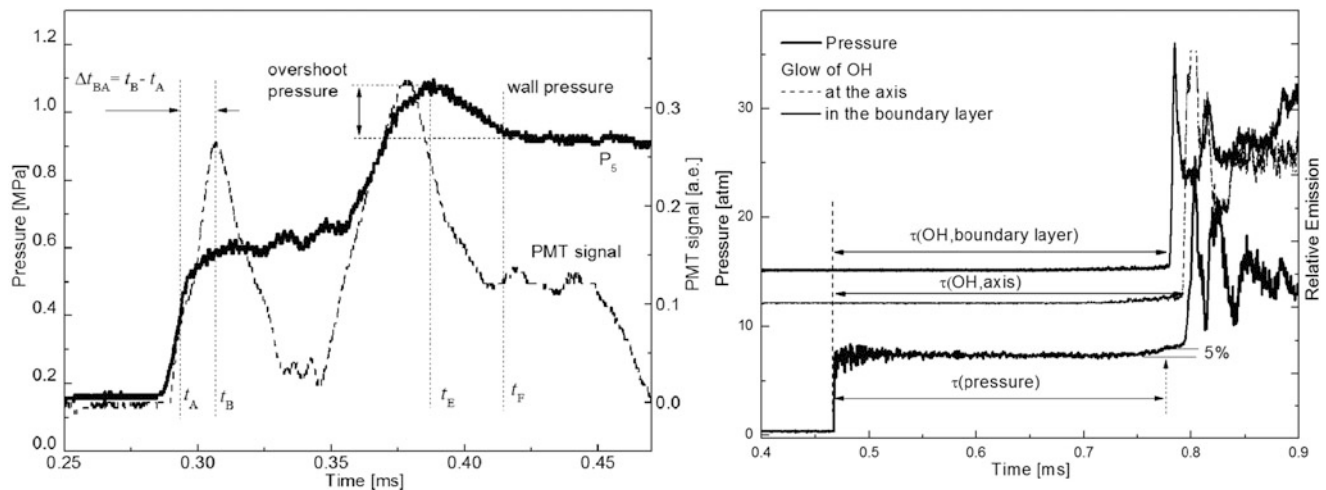 1.2
1.0
0.8
0.6
0.4
0.2
0.0
Pressure [MPa]
Δt_BA = t_B - t_A
overshoot
pressure
wall pressure
P_5
PMT signal
t_A
t_B
t_E
t_F
0.3
0.2
0.1
0.0
PMT signal [a.e.]
0.25
0.30
0.35
0.40
0.45
Time [ms]
Pressure
Glow of OH
at the axis
in the boundary layer
30
20
10
0
Pressure [atm]
τ(OH,boundary layer)
τ(OH,axis)
5%
τ(pressure)
Relative Emission
0.4
0.5
0.6
0.7
0.8
0.9
Time [ms]